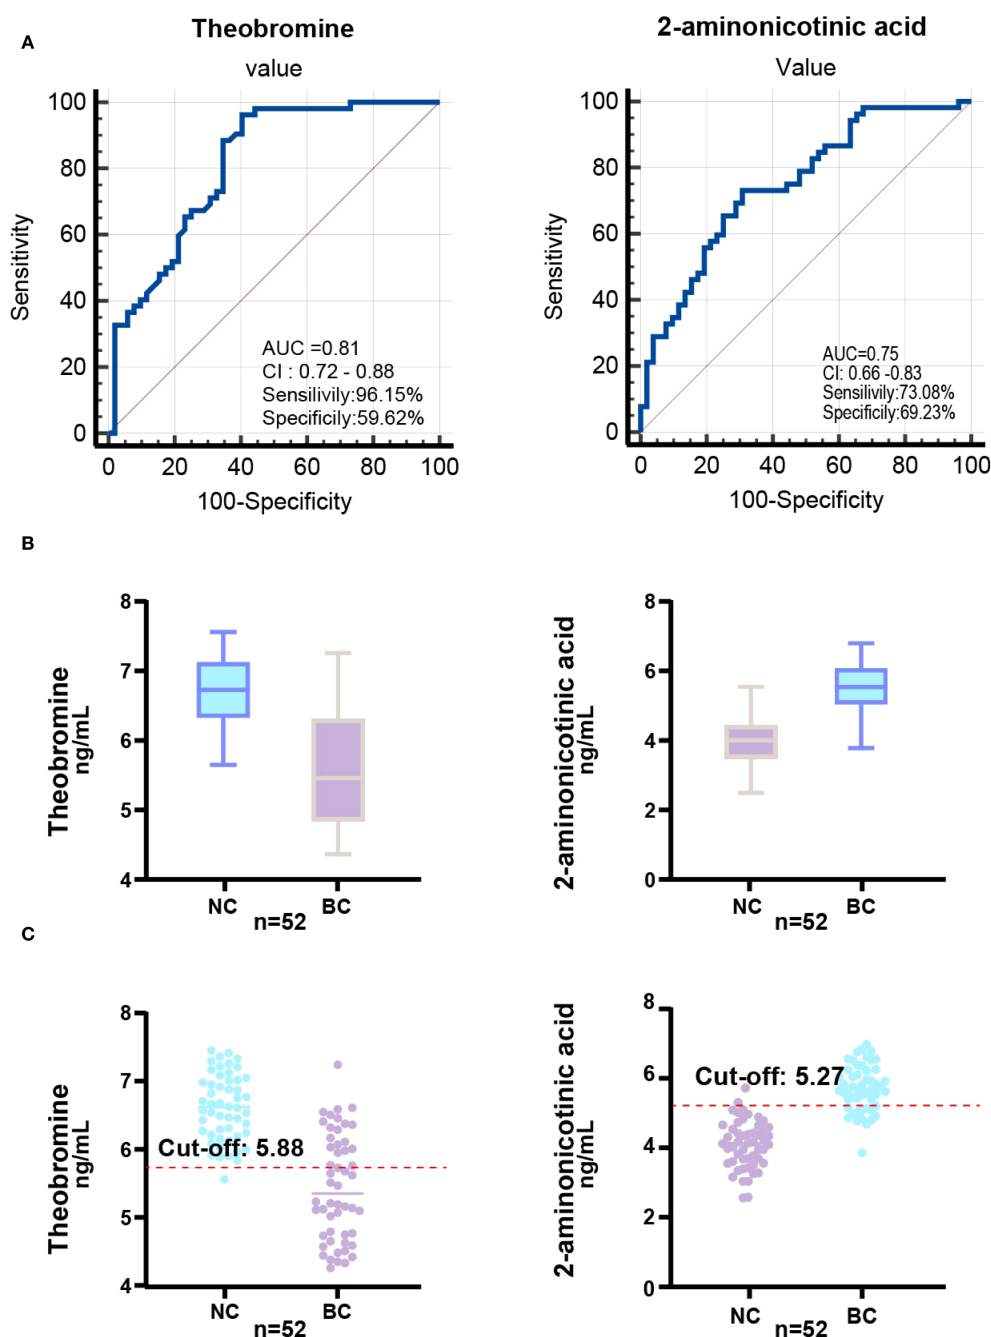 A
Theobromine
value
100
80
60
40
20
0
Sensitivity
AUC =0.81
CI : 0.72 - 0.88
Sensilivily:96.15%
Specificily:59.62%
0 20 40 60 80 100
100-Specificity
2-aminonicotinic acid
Value
100
80
60
40
20
0
Sensitivity
AUC=0.75
CI: 0.66 -0.83
Sensilivily:73.08%
Specificily:69.23%
0 20 40 60 80 100
100-Specificity
B
Theobromine
ng/mL
8
7
6
5
4
NC BC
n=52
2-aminonicotinic acid
ng/mL
8
6
4
2
0
NC BC
n=52
C
Theobromine
ng/mL
8
7
6
5
4
Cut-off: 5.88
NC BC
n=52
2-aminonicotinic acid
ng/mL
8
6
4
2
0
Cut-off: 5.27
NC BC
n=52